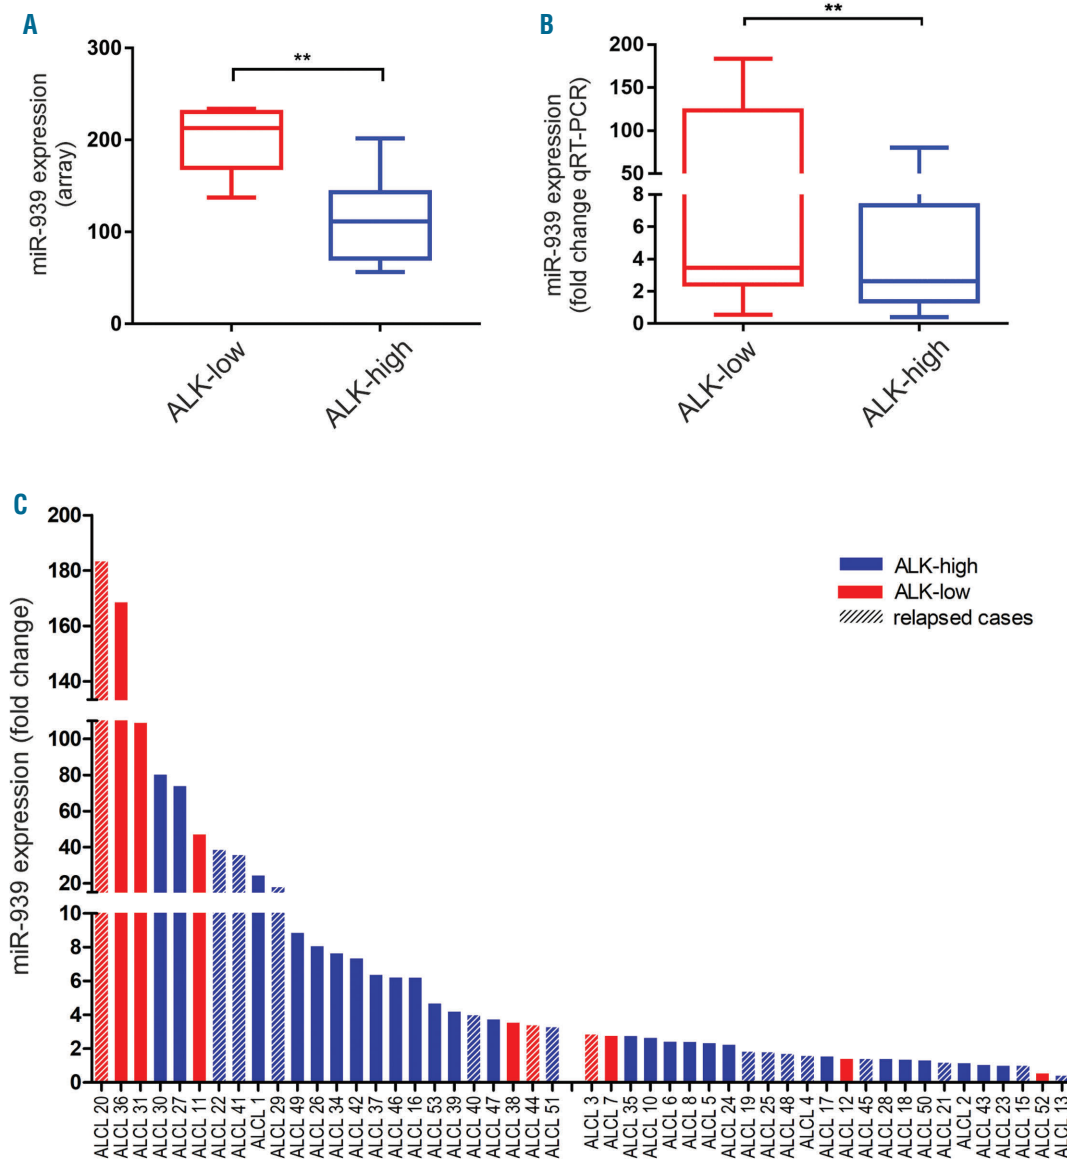 A
miR-939 expression
(array)
300
200
100
0
**
ALK-low
ALK-high
B
miR-939 expression
(fold change qRT-PCR)
200
150
100
50
8
6
4
2
0
**
ALK-low
ALK-high
C
miR-939 expression (fold change)
200
180
160
140
100
80
60
40
20
10
8
6
4
2
0
ALK-high
ALK-low
relapsed cases
ALCL 20
ALCL 36
ALCL 31
ALCL 30
ALCL 27
ALCL 11
ALCL 22
ALCL 41
ALCL 1
ALCL 29
ALCL 49
ALCL 26
ALCL 34
ALCL 42
ALCL 37
ALCL 46
ALCL 16
ALCL 53
ALCL 39
ALCL 40
ALCL 47
ALCL 38
ALCL 44
ALCL 51
ALCL 3
ALCL 7
ALCL 35
ALCL 10
ALCL 6
ALCL 8
ALCL 5
ALCL 24
ALCL 19
ALCL 25
ALCL 48
ALCL 4
ALCL 17
ALCL 12
ALCL 45
ALCL 28
ALCL 18
ALCL 50
ALCL 21
ALCL 2
ALCL 43
ALCL 23
ALCL 15
ALCL 52
ALCL 13